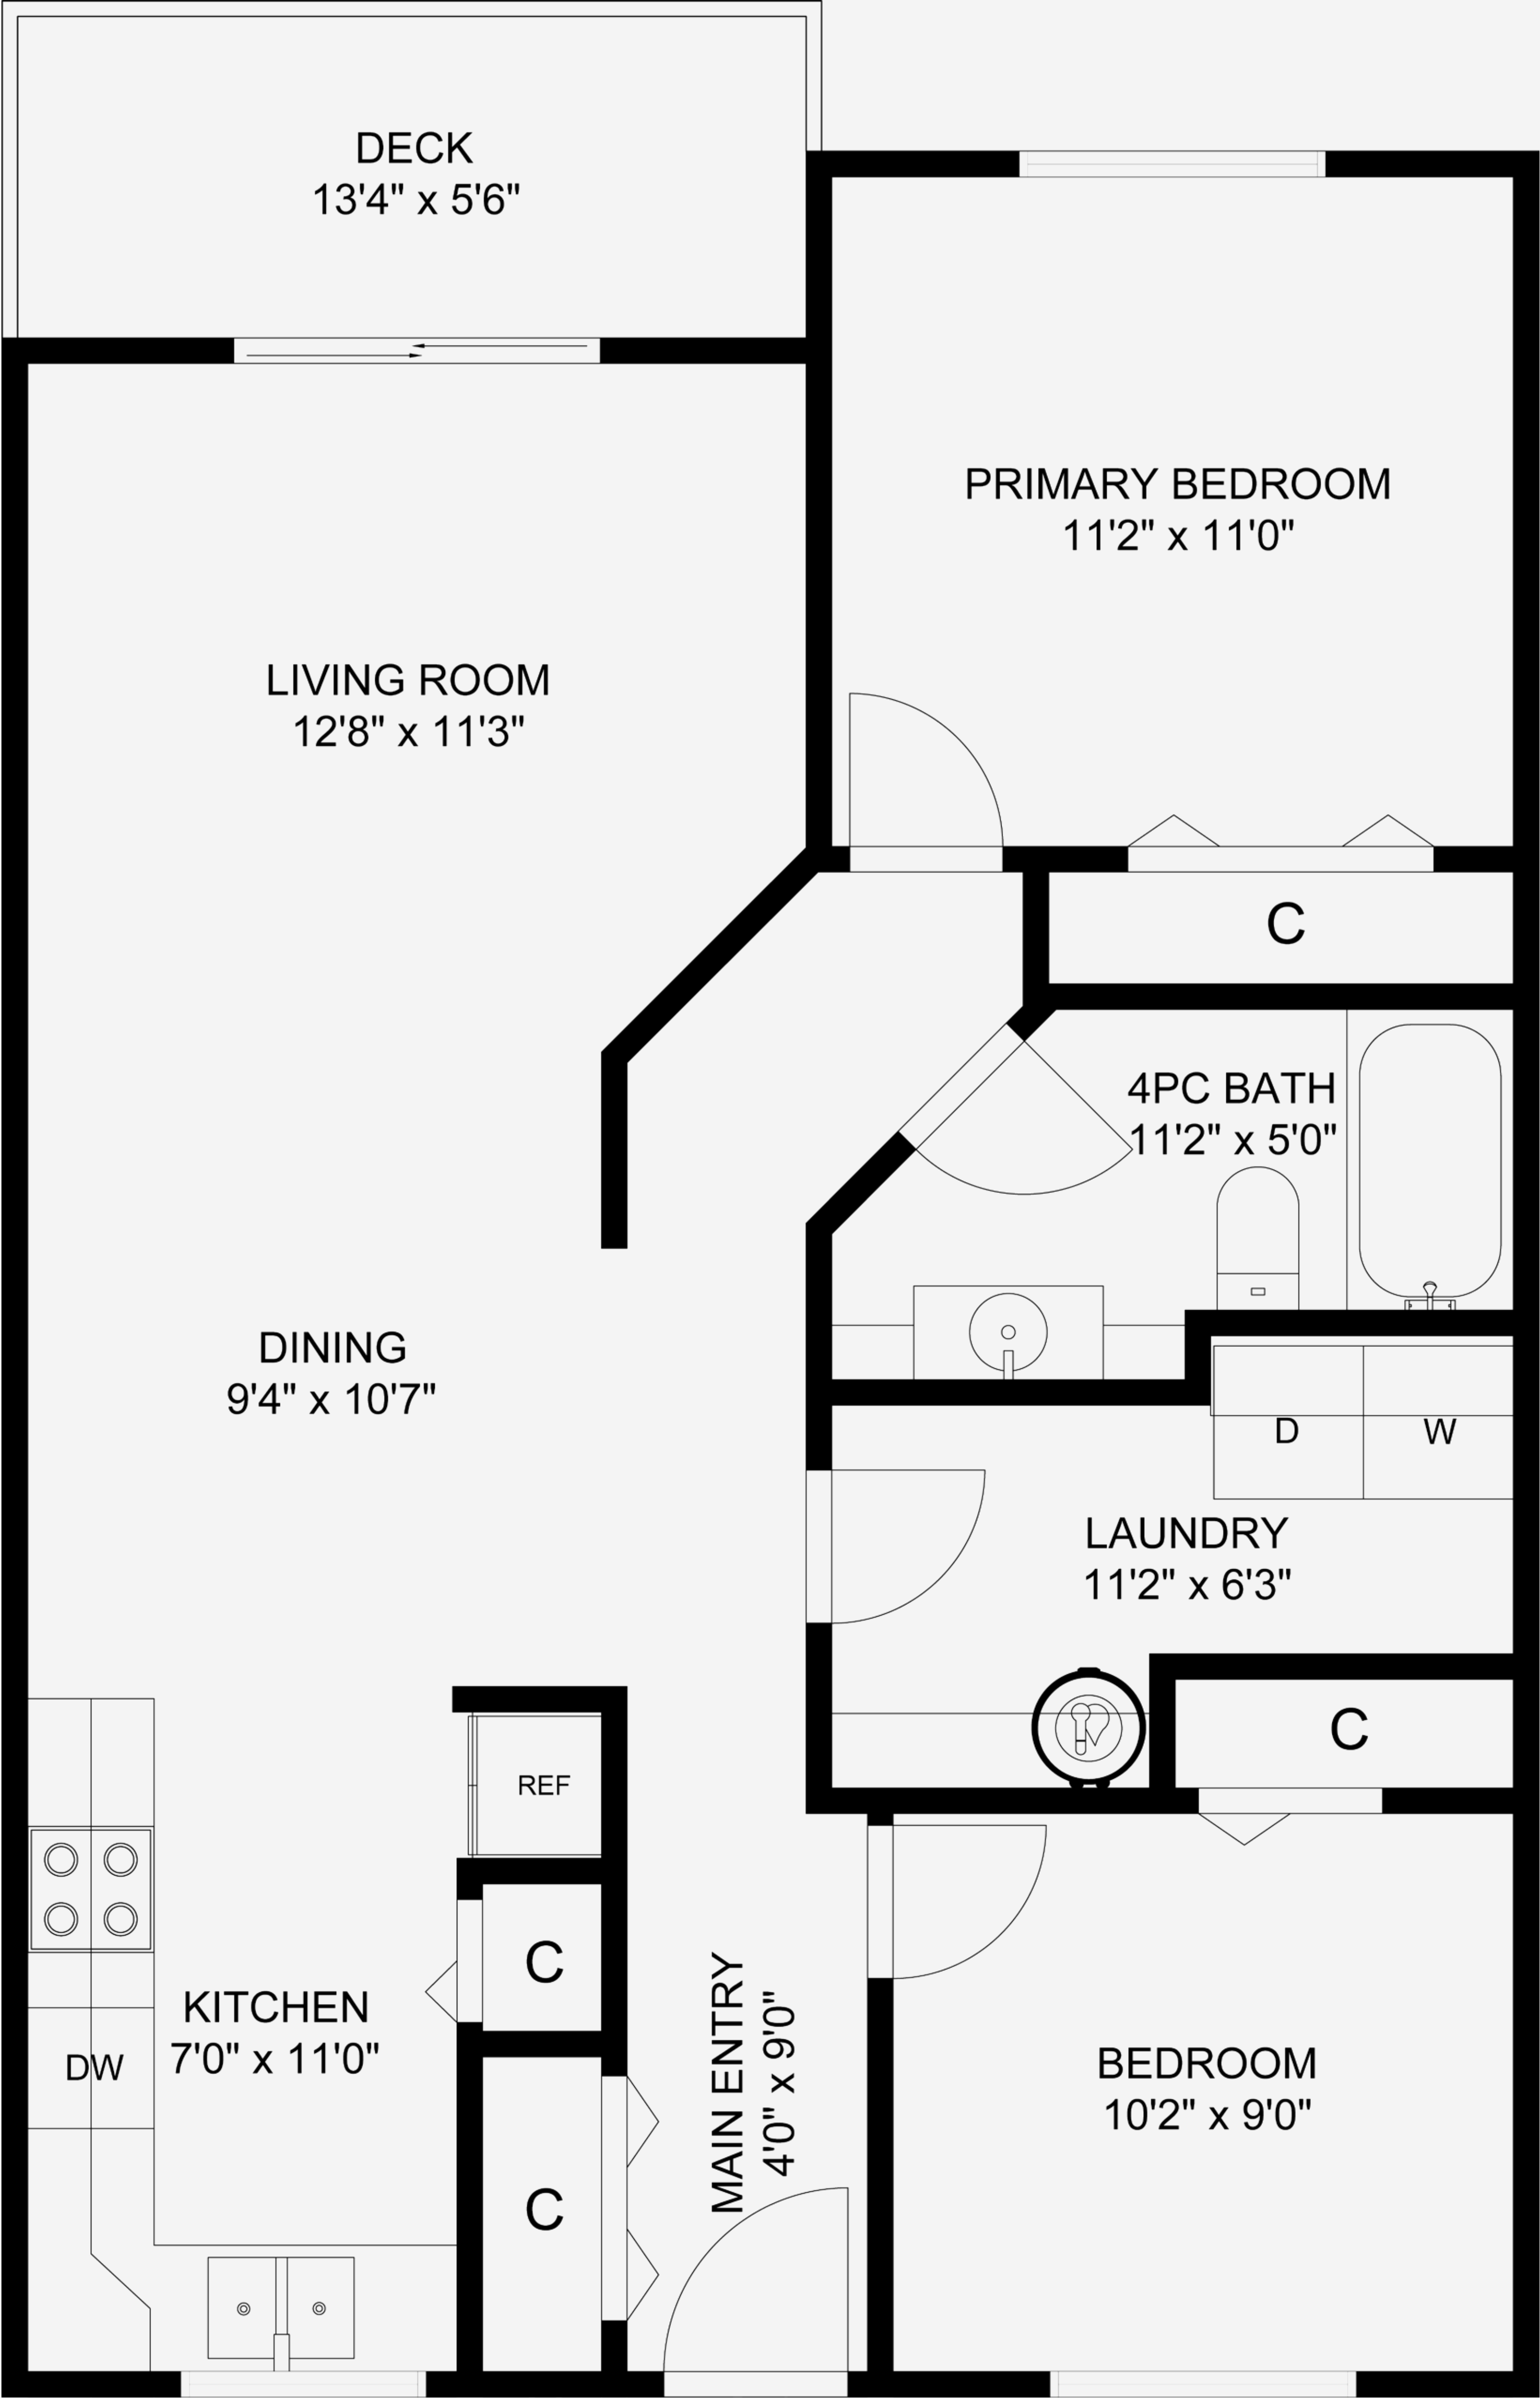 DECK
13'4" x 5'6"
PRIMARY BEDROOM
11'2" x 11'0"
LIVING ROOM
12'8" x 11'3"
C
4PC BATH
11'2" x 5'0"
DINING
9'4" x 10'7"
D
W
LAUNDRY
11'2" x 6'3"
C
REF
C
KITCHEN
7'0" x 11'0"
DW
MAIN ENTRY
4'0" x 9'0"
BEDROOM
10'2" x 9'0"
C